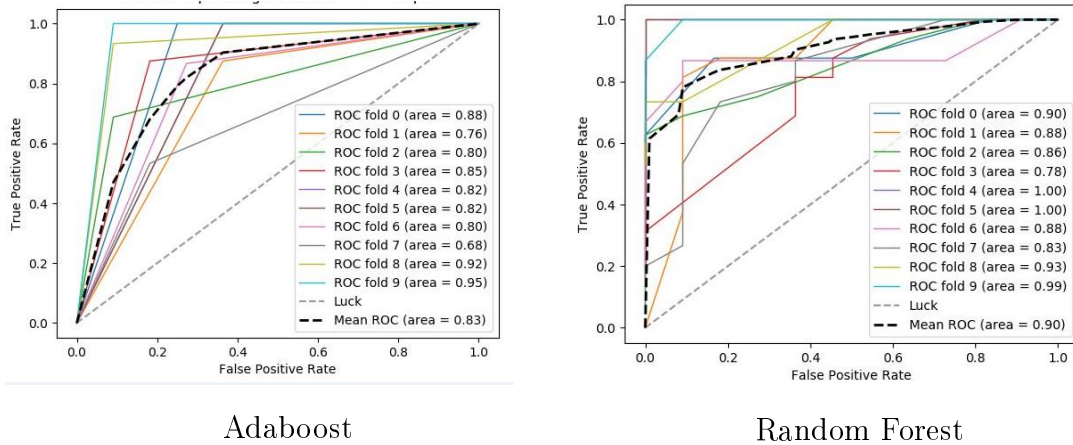 1.0
0.8
0.6
0.4
0.2
0.0
True Positive Rate
ROC fold 0 (area = 0.88)
ROC fold 1 (area = 0.76)
ROC fold 2 (area = 0.80)
ROC fold 3 (area = 0.85)
ROC fold 4 (area = 0.82)
ROC fold 5 (area = 0.82)
ROC fold 6 (area = 0.80)
ROC fold 7 (area = 0.68)
ROC fold 8 (area = 0.92)
ROC fold 9 (area = 0.95)
Luck
Mean ROC (area = 0.83)
0.0 0.2 0.4 0.6 0.8 1.0
False Positive Rate
Adaboost
1.0
0.8
0.6
0.4
0.2
0.0
True Positive Rate
ROC fold 0 (area = 0.90)
ROC fold 1 (area = 0.88)
ROC fold 2 (area = 0.86)
ROC fold 3 (area = 0.78)
ROC fold 4 (area = 1.00)
ROC fold 5 (area = 1.00)
ROC fold 6 (area = 0.88)
ROC fold 7 (area = 0.83)
ROC fold 8 (area = 0.93)
ROC fold 9 (area = 0.99)
Luck
Mean ROC (area = 0.90)
0.0 0.2 0.4 0.6 0.8 1.0
False Positive Rate
Random Forest